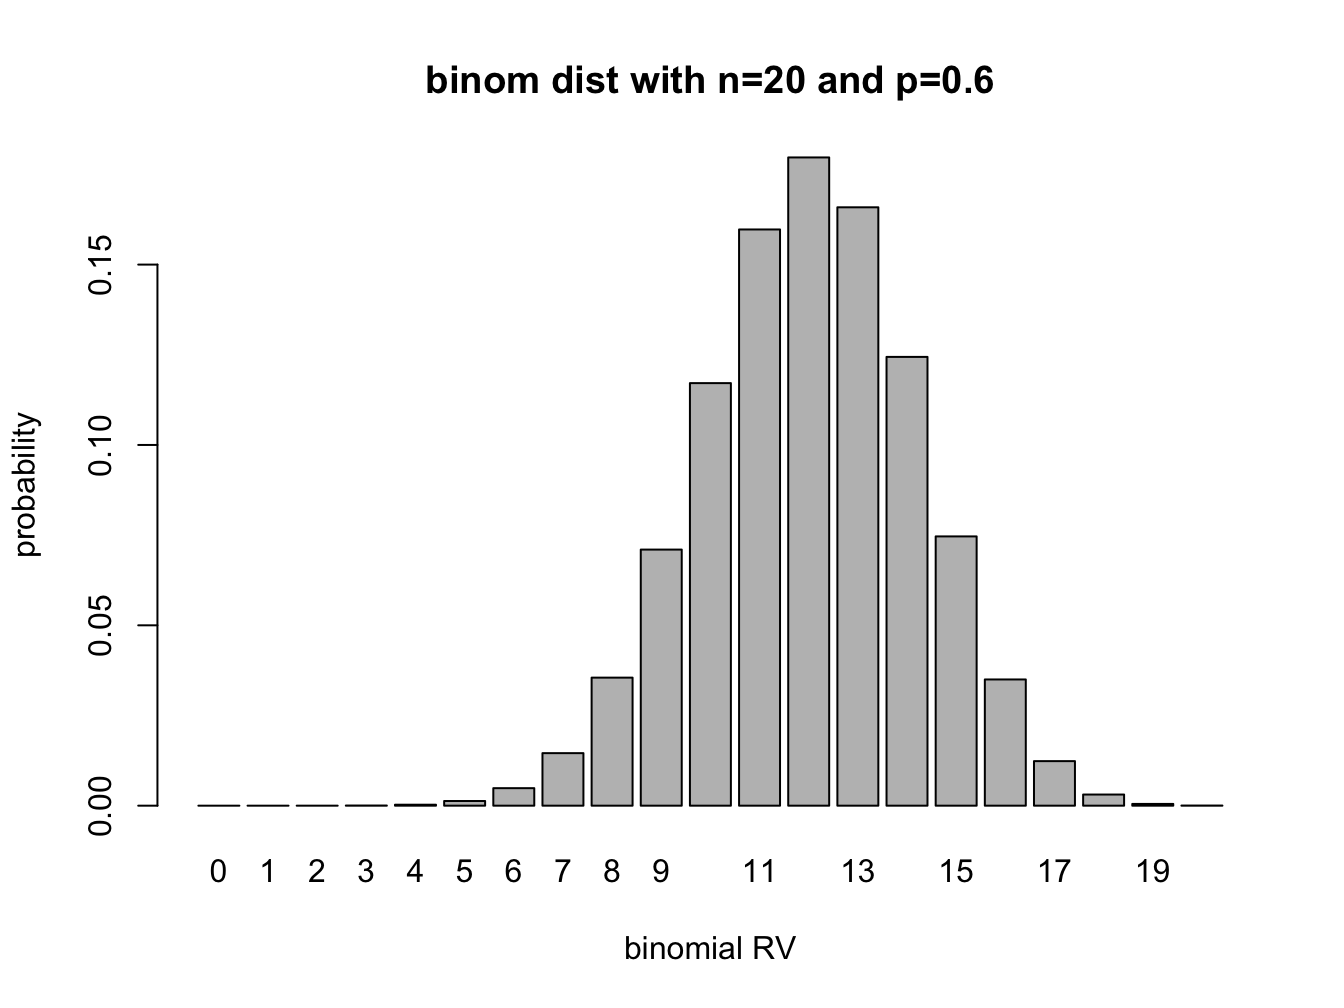 binom dist with n=20 and p=0.6
probability
0.15
0.10
0.05
0.00
0 1 2 3 4 5 6 7 8 9 11 13 15 17 19
binomial RV